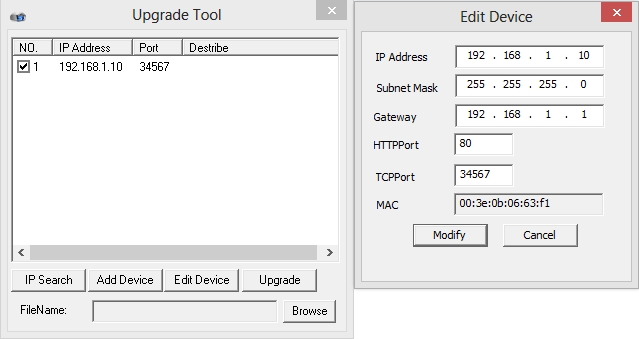 Upgrade Tool
NO. IP Address Port Destribe
1 192.168.1.10 34567
IP Search Add Device Edit Device Upgrade
FileName: Browse
Edit Device
IP Address 192 . 168 . 1 . 10
Subnet Mask 255 . 255 . 255 . 0
Gateway 192 . 168 . 1 . 1
HTTPPort 80
TCPPort 34567
MAC 00:3e:0b:06:63:f1
Modify Cancel